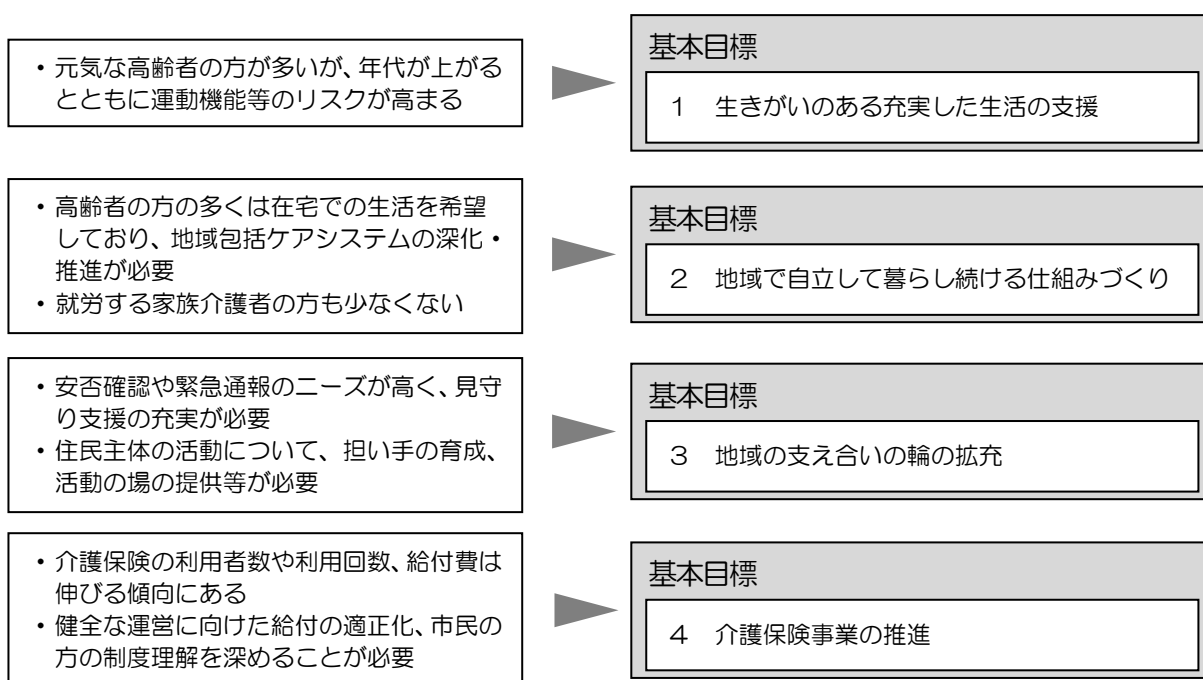 ・元気な高齢者の方が多いが、年代が上がる
とともに運動機能等のリスクが高まる
基本目標
1 生きがいのある充実した生活の支援
・高齢者の方の多くは在宅での生活を希望
しており、地域包括ケアシステムの深化・
推進が必要
・就労する家族介護者の方も少なくない
基本目標
2 地域で自立して暮らし続ける仕組みづくり
・安否確認や緊急通報のニーズが高く、見守
り支援の充実が必要
・住民主体の活動について、担い手の育成、
活動の場の提供等が必要
基本目標
3 地域の支え合いの輪の拡充
・介護保険の利用者数や利用回数、給付費は
伸びる傾向にある
・健全な運営に向けた給付の適正化、市民の
方の制度理解を深めることが必要
基本目標
4 介護保険事業の推進